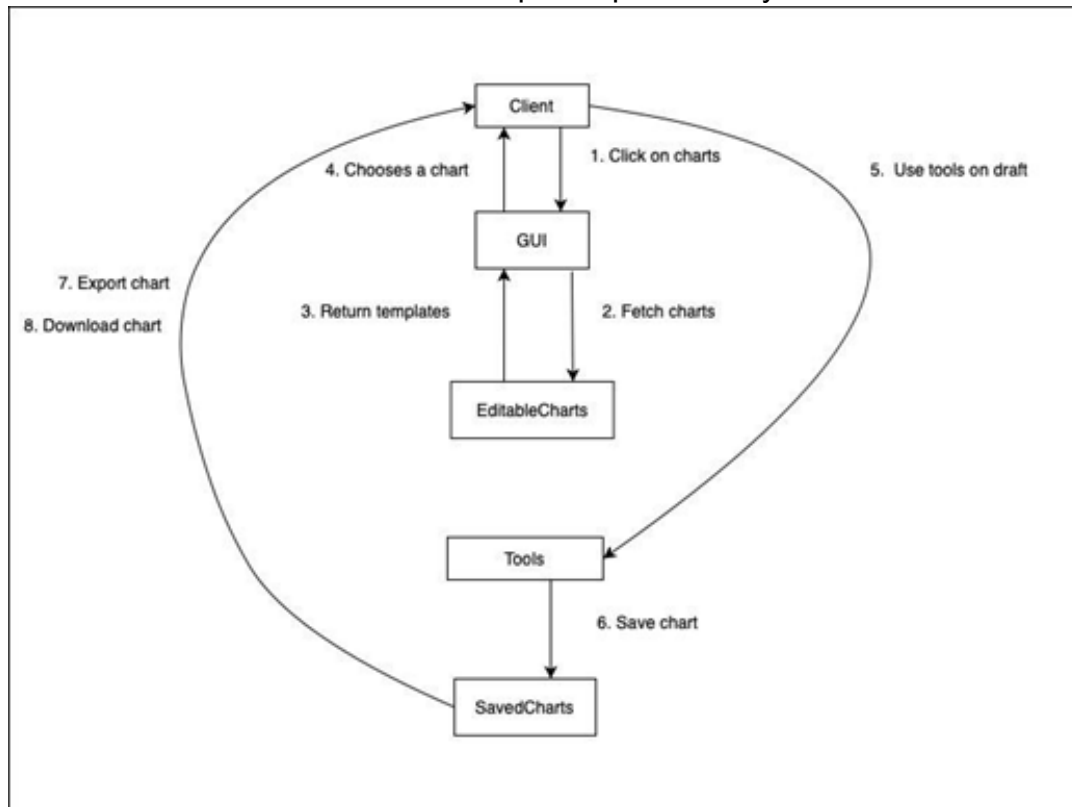 Client
4. Chooses a chart
1. Click on charts
5. Use tools on draft
GUI
7. Export chart
8. Download chart
3. Return templates
2. Fetch charts
EditableCharts
Tools
6. Save chart
SavedCharts